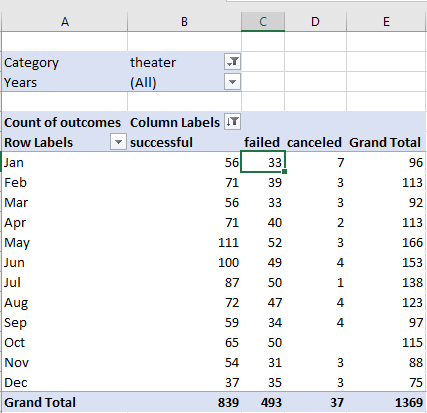 A B C D E
Category theater
Years (All)
Count of outcomes Column Labels
Row Labels successful failed canceled Grand Total
Jan 56 33 7 96
Feb 71 39 3 113
Mar 56 33 3 92
Apr 71 40 2 113
May 111 52 3 166
Jun 100 49 4 153
Jul 87 50 1 138
Aug 72 47 4 123
Sep 59 34 4 97
Oct 65 50 115
Nov 54 31 3 88
Dec 37 35 3 75
Grand Total 839 493 37 1369